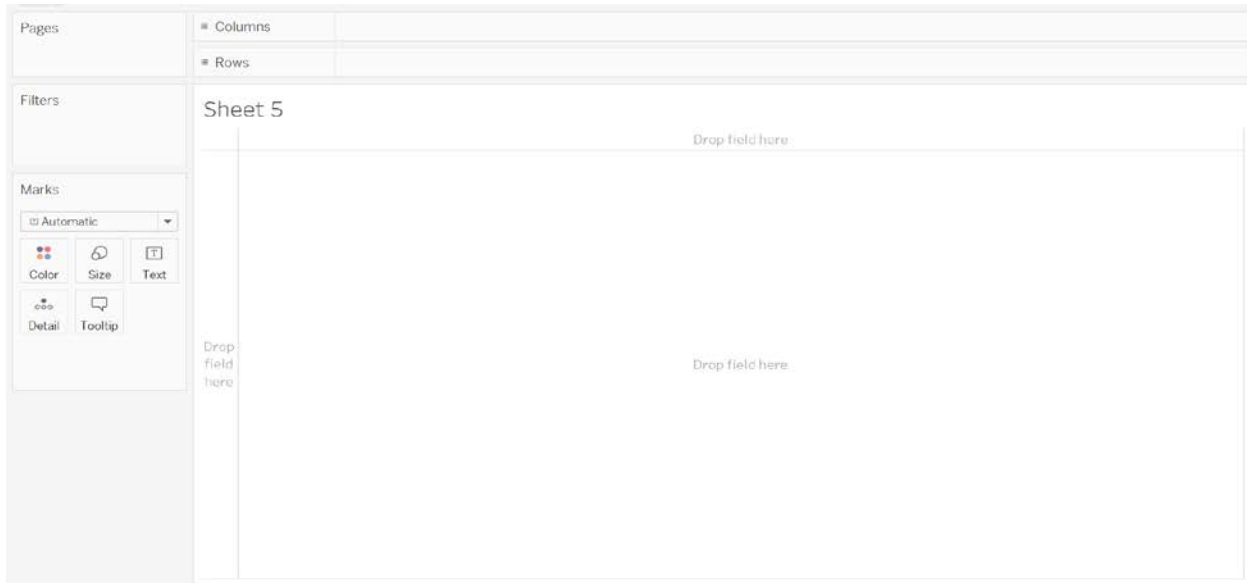 Pages
Columns
Rows
Filters
Sheet 5
Drop field here
Marks
Automatic
Color Size Text
Detail Tooltip
Drop
field
here
Drop field here